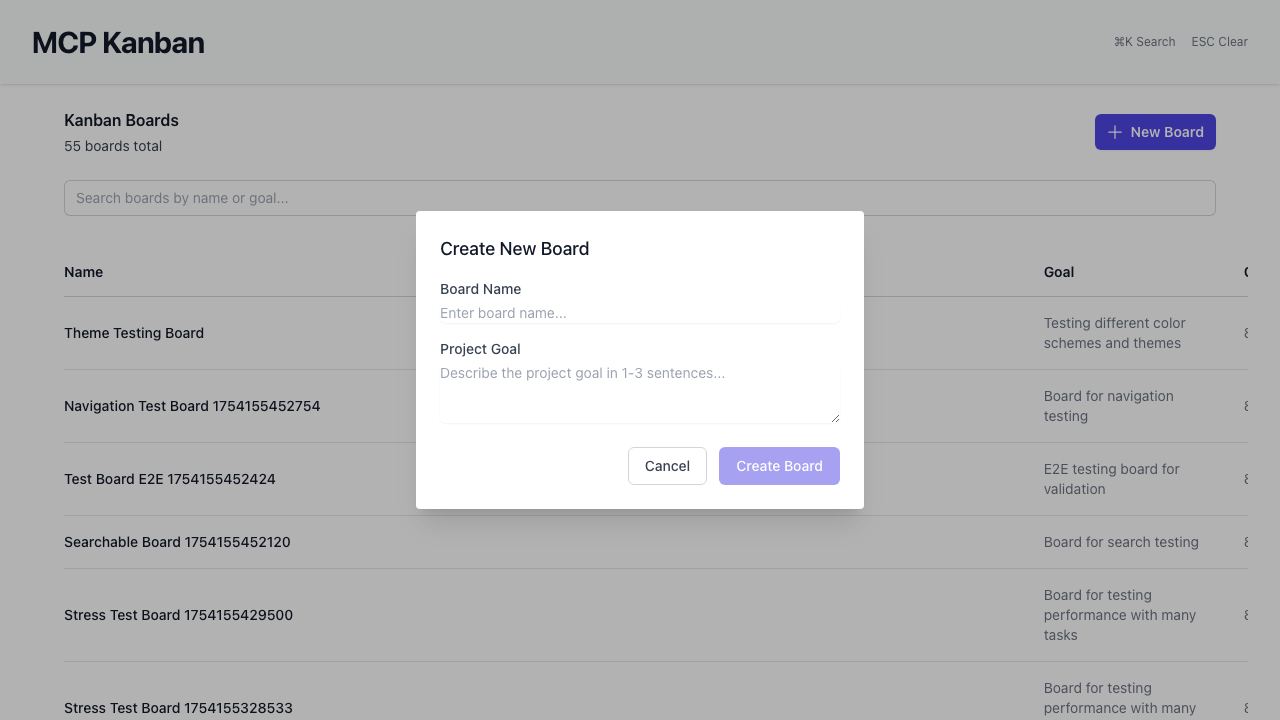 MCP Kanban
⌘K Search
ESC Clear
Kanban Boards
55 boards total
New Board
Search boards by name or goal...
Create New Board
Board Name
Enter board name...
Project Goal
Describe the project goal in 1-3 sentences...
Cancel
Create Board
Name
Goal
Theme Testing Board
Testing different color
schemes and themes
Navigation Test Board 1754155452754
Board for navigation
testing
Test Board E2E 1754155452424
E2E testing board for
validation
Searchable Board 1754155452120
Board for search testing
Stress Test Board 1754155429500
Board for testing
performance with many
tasks
Stress Test Board 1754155328533
Board for testing
performance with many